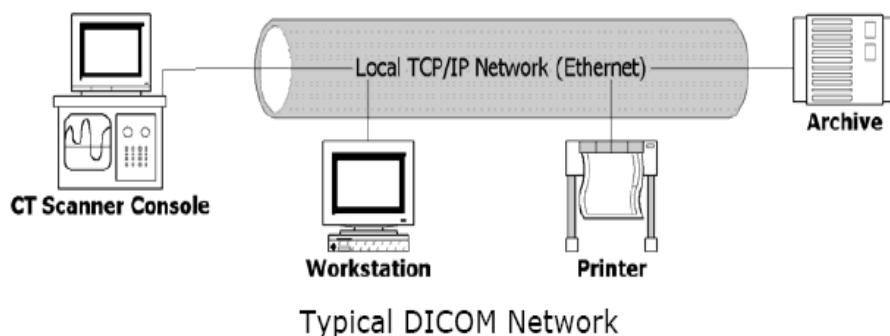 Local TCP/IP Network (Ethernet)
Archive
CT Scanner Console
Workstation
Printer
Typical DICOM Network